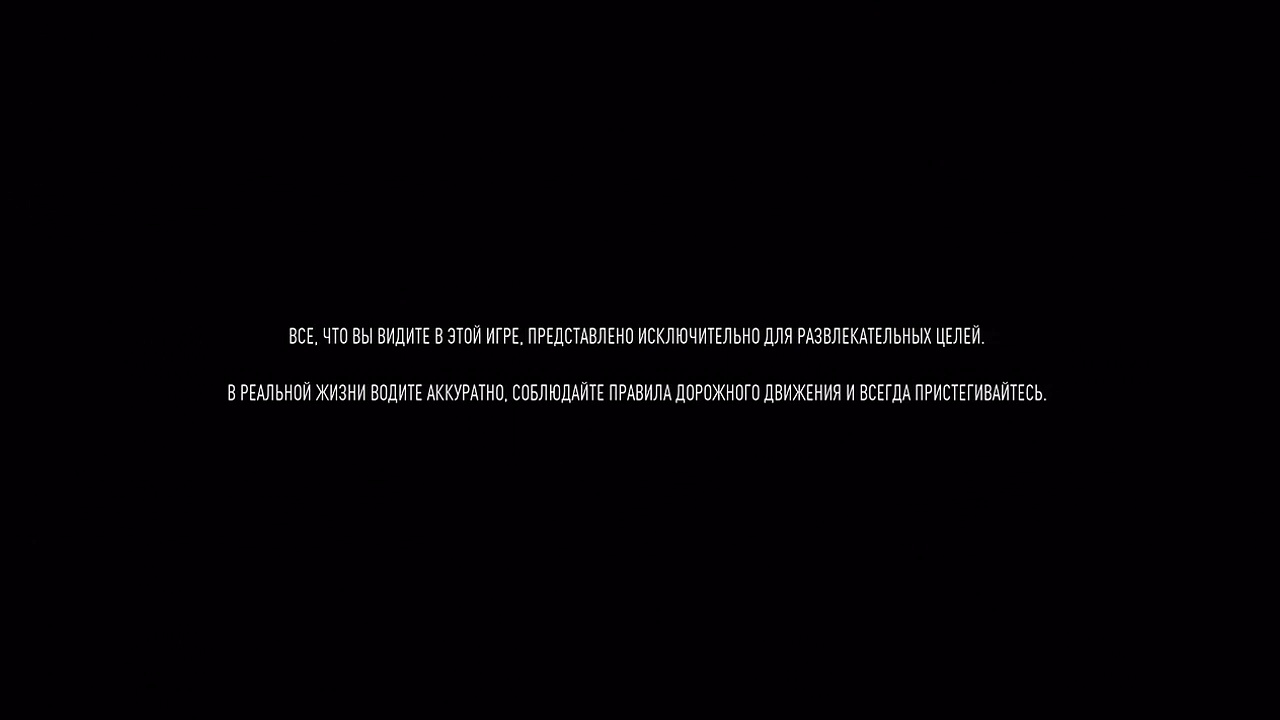 ВСЕ, ЧТО ВЫ ВИДИТЕ В ЭТОЙ ИГРЕ, ПРЕДСТАВЛЕНО ИСКЛЮЧИТЕЛЬНО ДЛЯ РАЗВЛЕКАТЕЛЬНЫХ ЦЕЛЕЙ.
В РЕАЛЬНОЙ ЖИЗНИ ВОДИТЕ АККУРАТНО, СОБЛЮДАЙТЕ ПРАВИЛА ДОРОЖНОГО ДВИЖЕНИЯ И ВСЕГДА ПРИСТЕГИВАЙТЕСЬ.